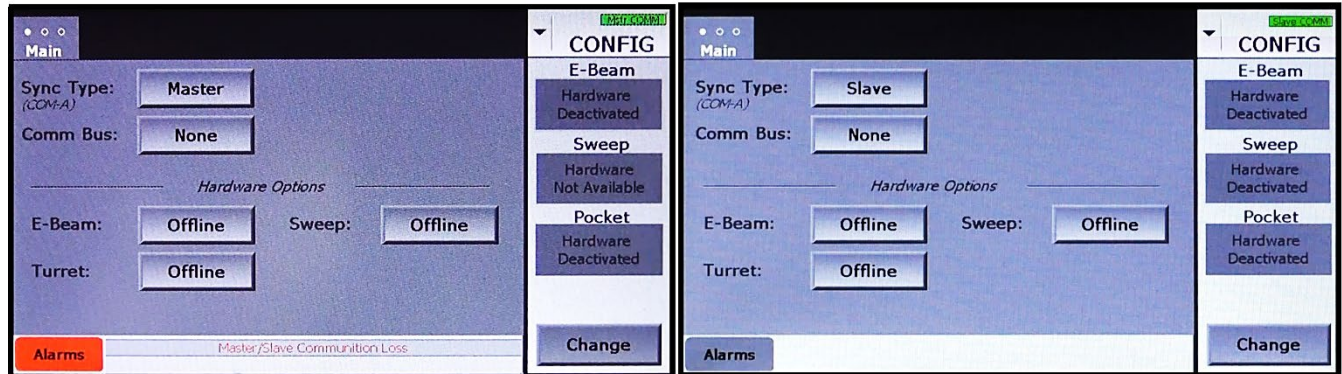 Main
Mstr COMM
CONFIG
Sync Type:
(COM-A)
Master
Comm Bus:
None
Hardware Options
E-Beam:
Offline
Sweep:
Offline
Turret:
Offline
Alarms
Master/Slave Communition Loss
E-Beam
Hardware
Deactivated
Sweep
Hardware
Not Available
Pocket
Hardware
Deactivated
Change
Main
Slave COMM
CONFIG
Sync Type:
(COM-A)
Slave
Comm Bus:
None
Hardware Options
E-Beam:
Offline
Sweep:
Offline
Turret:
Offline
Alarms
E-Beam
Hardware
Deactivated
Sweep
Hardware
Deactivated
Pocket
Hardware
Deactivated
Change